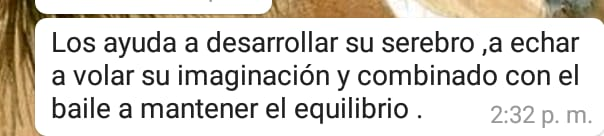 Los ayuda a desarrollar su serebro ,a echar
a volar su imaginación y combinado con el
baile a mantener el equilibrio .
2:32 p. m.